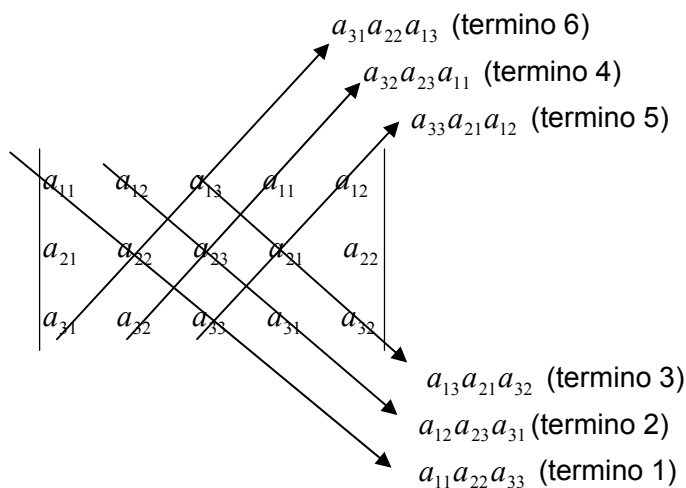 a₃₁a₂₂a₁₃ (termino 6)
a₃₂a₂₃a₁₁ (termino 4)
a₃₃a₂₁a₁₂ (termino 5)
a₁₁ a₁₂ a₁₃ a₁₁ a₁₂
a₂₁ a₂₂ a₂₃ a₂₁ a₂₂
a₃₁ a₃₂ a₃₃ a₃₁ a₃₂
a₁₃a₂₁a₃₂ (termino 3)
a₁₂a₂₃a₃₁ (termino 2)
a₁₁a₂₂a₃₃ (termino 1)